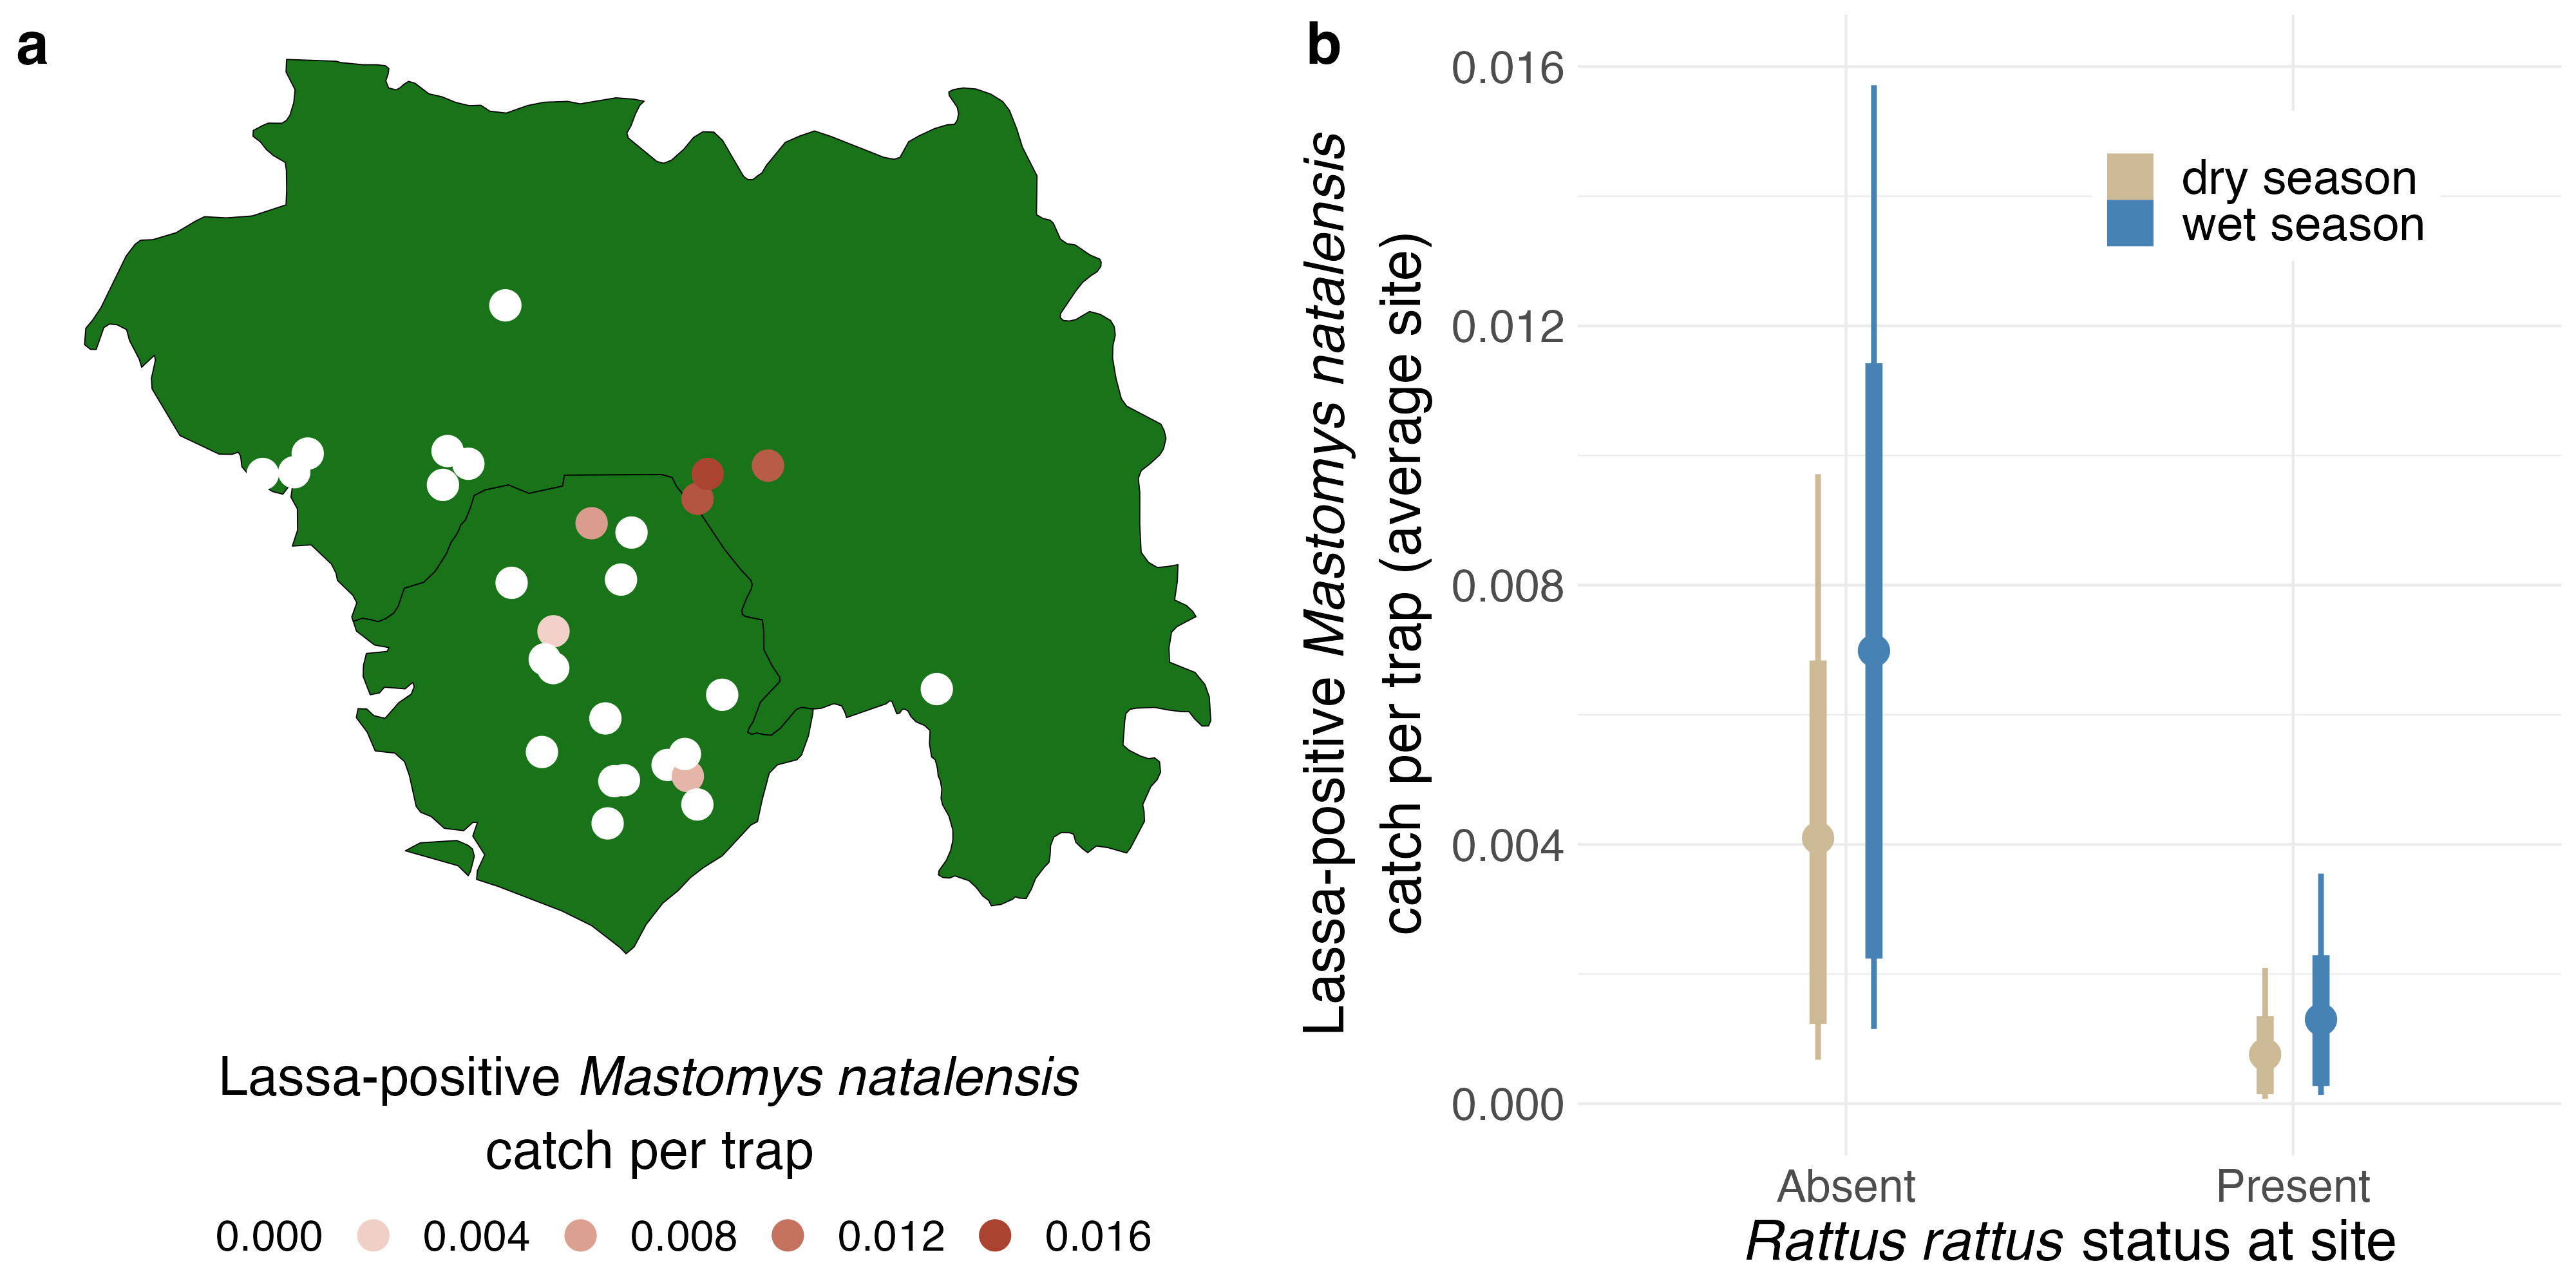 a
Lassa-positive Mastomys natalensis
catch per trap
0.000 0.004 0.008 0.012 0.016
b
Lassa-positive Mastomys natalensis
catch per trap (average site)
0.016
0.012
0.008
0.004
0.000
dry season
wet season
Absent Present
Rattus rattus status at site